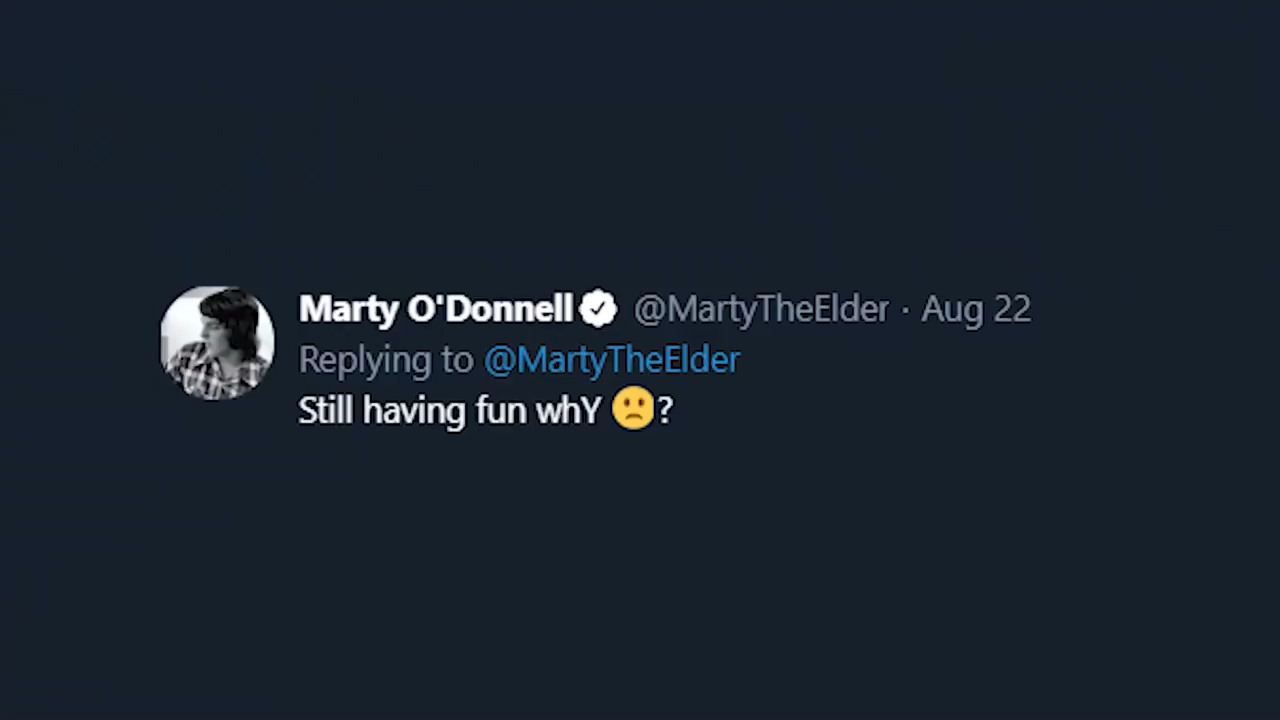 Marty O'Donnell @MartyTheElder · Aug 22
Replying to @MartyTheElder
Still having fun whY 🙁?